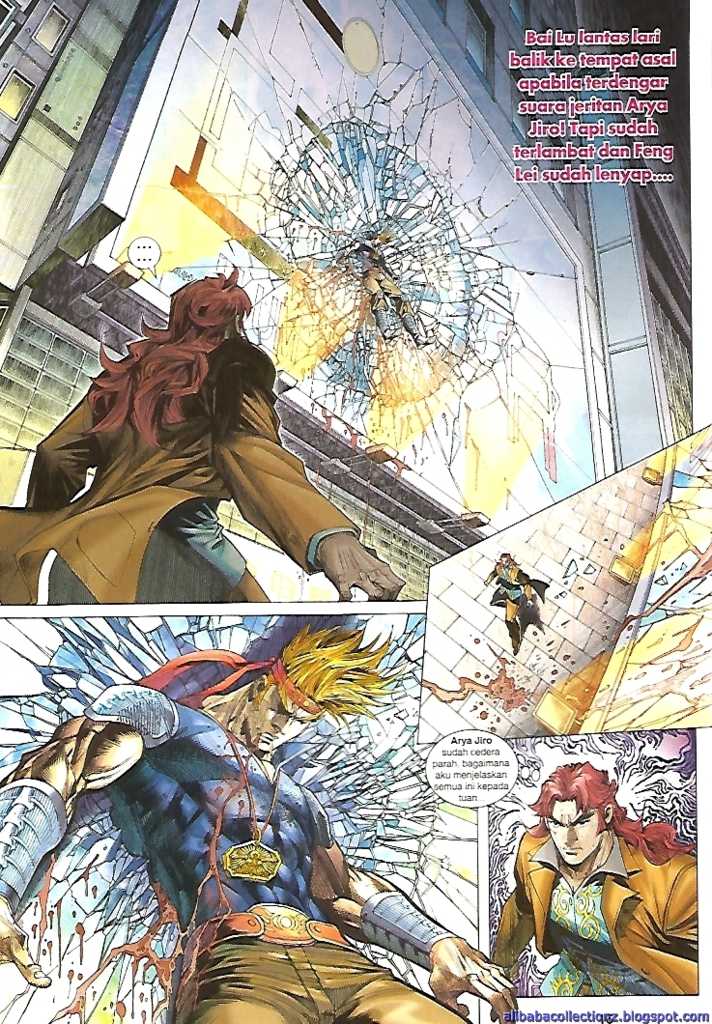 Bai Lu lantas lari
balik ke tempat asal
apabila terdengar
suara jeritan Arya
Jiro! Tapi sudah
terlambat dan Feng
Lei sudah lenyap....
...
...
Arya Jiro
sudah cedera
parah, bagaimana
aku menjelaskan
semua ini kepada
tuan.
alibabacollectionz.blogspot.com